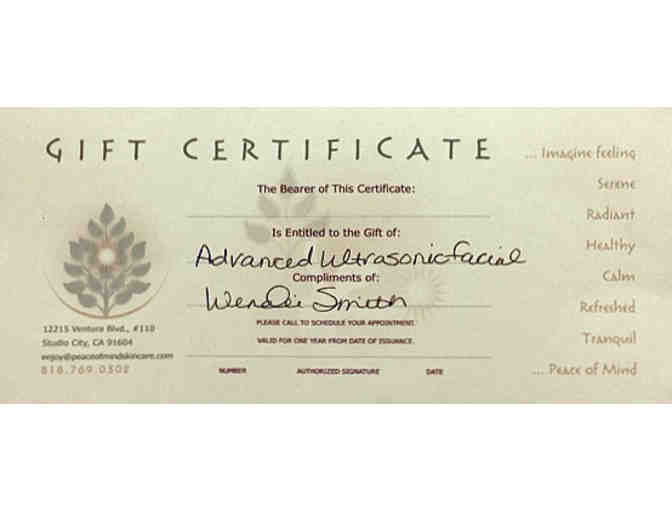 GIFT CERTIFICATE
The Bearer of This Certificate:
Is Entitled to the Gift of:
Advanced Ultrasonic facial
Compliments of:
Wendie Smith
PLEASE CALL TO SCHEDULE YOUR APPOINTMENT.
VALID FOR ONE YEAR FROM DATE OF ISSUANCE.
NUMBER AUTHORIZED SIGNATURE DATE
12215 Ventura Blvd., #110
Studio City, CA 91604
enjoy@peaceofmindskincare.com
818.769.0302
... Imagine feeling
Serene
Radiant
Healthy
Calm
Refreshed
Tranquil
... Peace of Mind